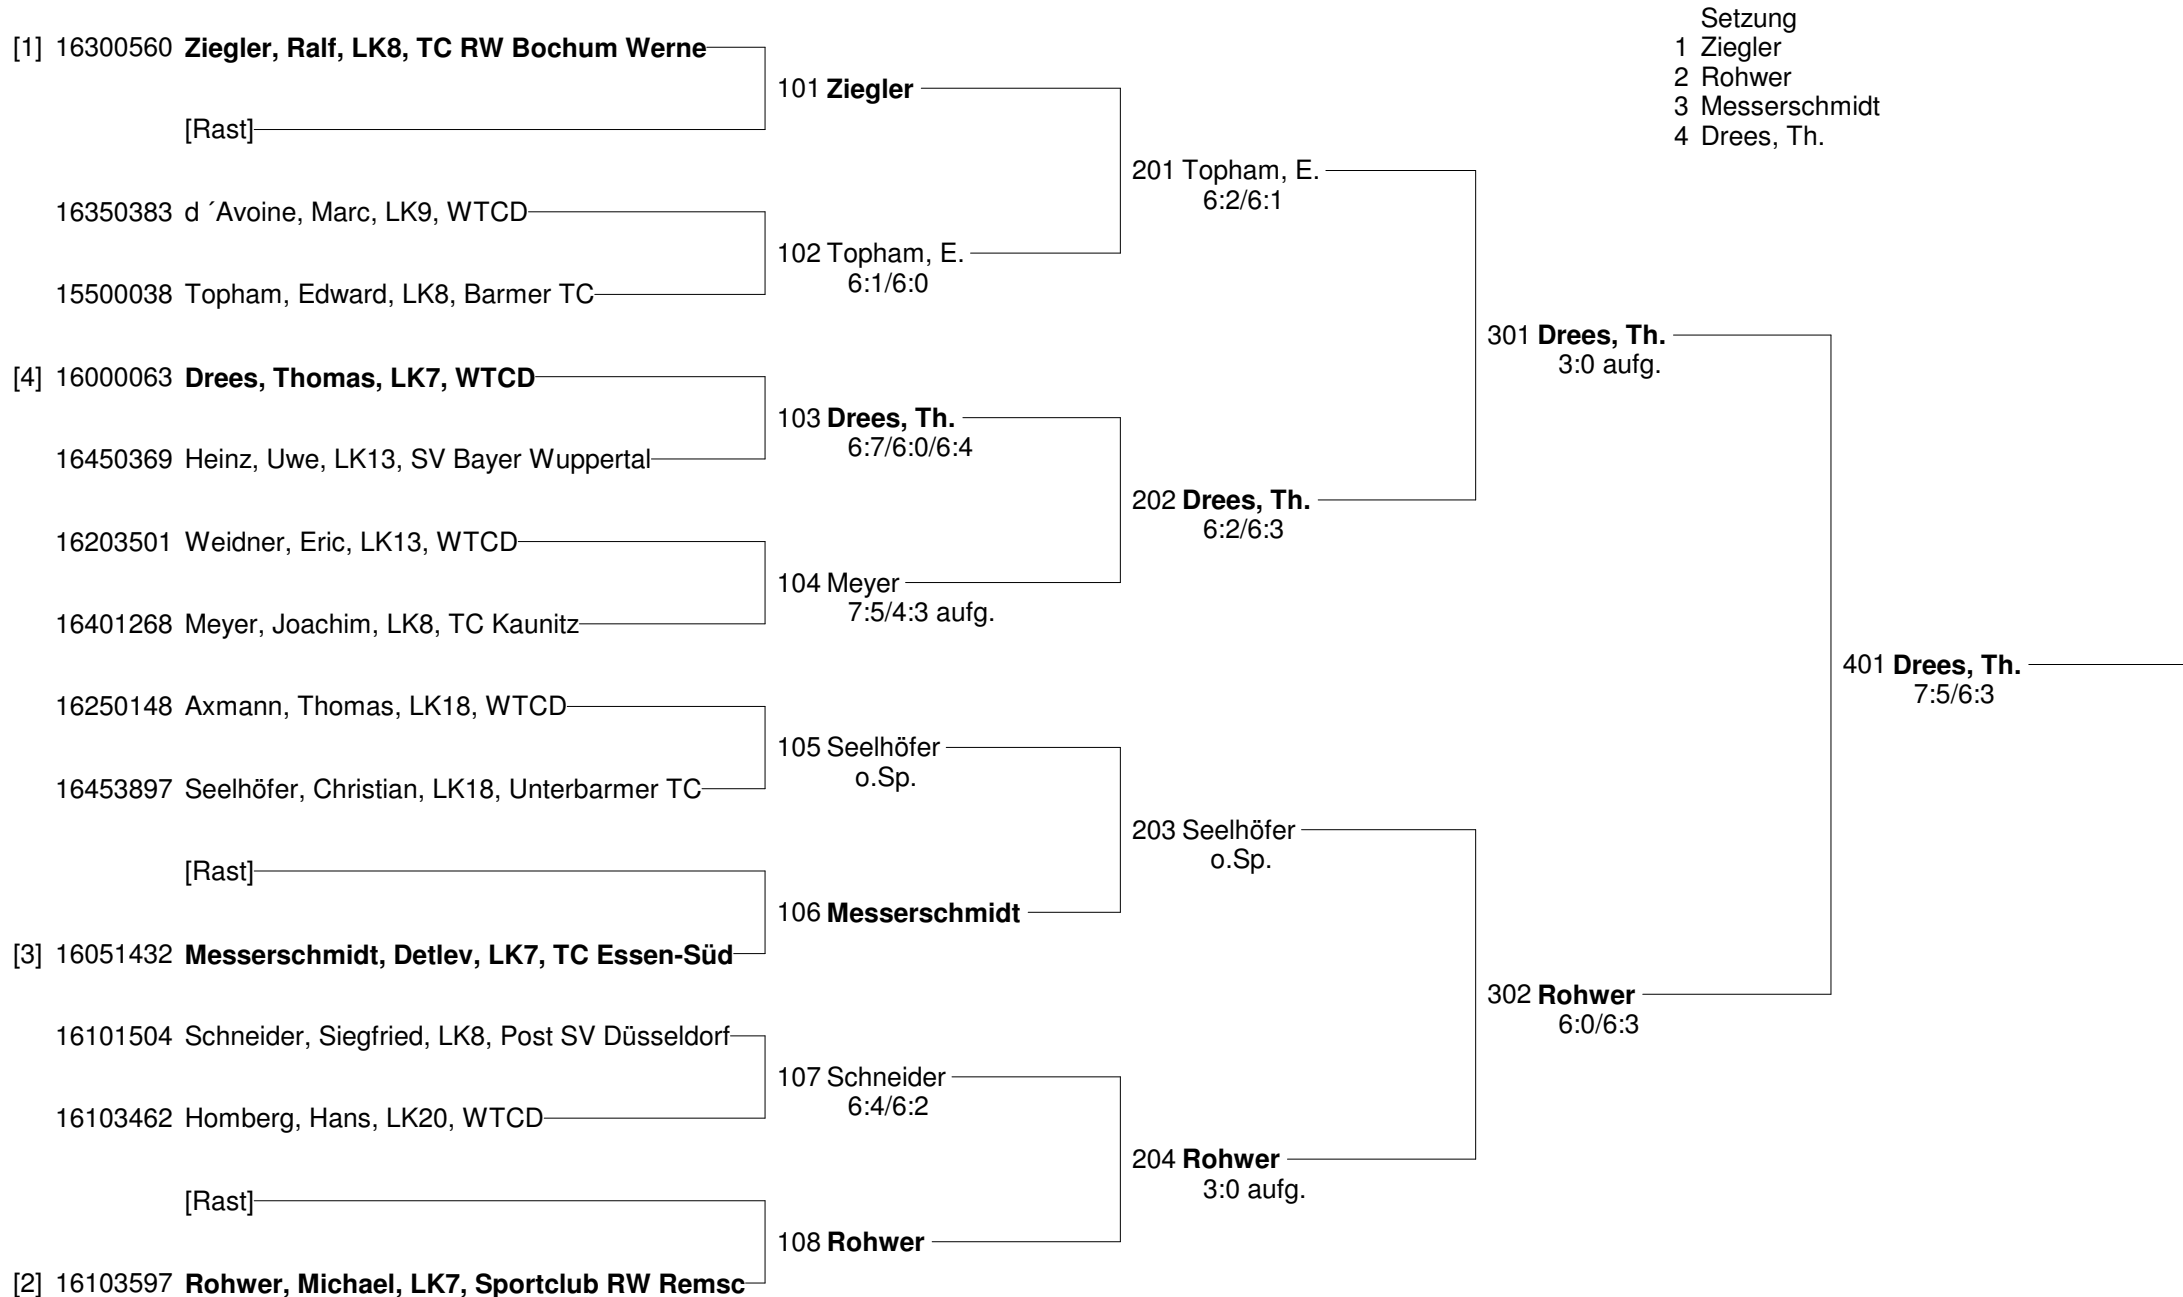 Setzung
1 Ziegler
2 Rohwer
3 Messerschmidt
4 Drees, Th.
[1] 16300560 Ziegler, Ralf, LK8, TC RW Bochum Werne
[Rast]
16350383 d ´Avoine, Marc, LK9, WTCD
15500038 Topham, Edward, LK8, Barmer TC
[4] 16000063 Drees, Thomas, LK7, WTCD
16450369 Heinz, Uwe, LK13, SV Bayer Wuppertal
16203501 Weidner, Eric, LK13, WTCD
16401268 Meyer, Joachim, LK8, TC Kaunitz
16250148 Axmann, Thomas, LK18, WTCD
16453897 Seelhöfer, Christian, LK18, Unterbarmer TC
[Rast]
[3] 16051432 Messerschmidt, Detlev, LK7, TC Essen-Süd
16101504 Schneider, Siegfried, LK8, Post SV Düsseldorf
16103462 Homberg, Hans, LK20, WTCD
[Rast]
[2] 16103597 Rohwer, Michael, LK7, Sportclub RW Remsc
101 Ziegler
102 Topham, E.
6:1/6:0
103 Drees, Th.
6:7/6:0/6:4
104 Meyer
7:5/4:3 aufg.
105 Seelhöfer
o.Sp.
106 Messerschmidt
107 Schneider
6:4/6:2
108 Rohwer
201 Topham, E.
6:2/6:1
202 Drees, Th.
6:2/6:3
203 Seelhöfer
o.Sp.
204 Rohwer
3:0 aufg.
301 Drees, Th.
3:0 aufg.
302 Rohwer
6:0/6:3
401 Drees, Th.
7:5/6:3